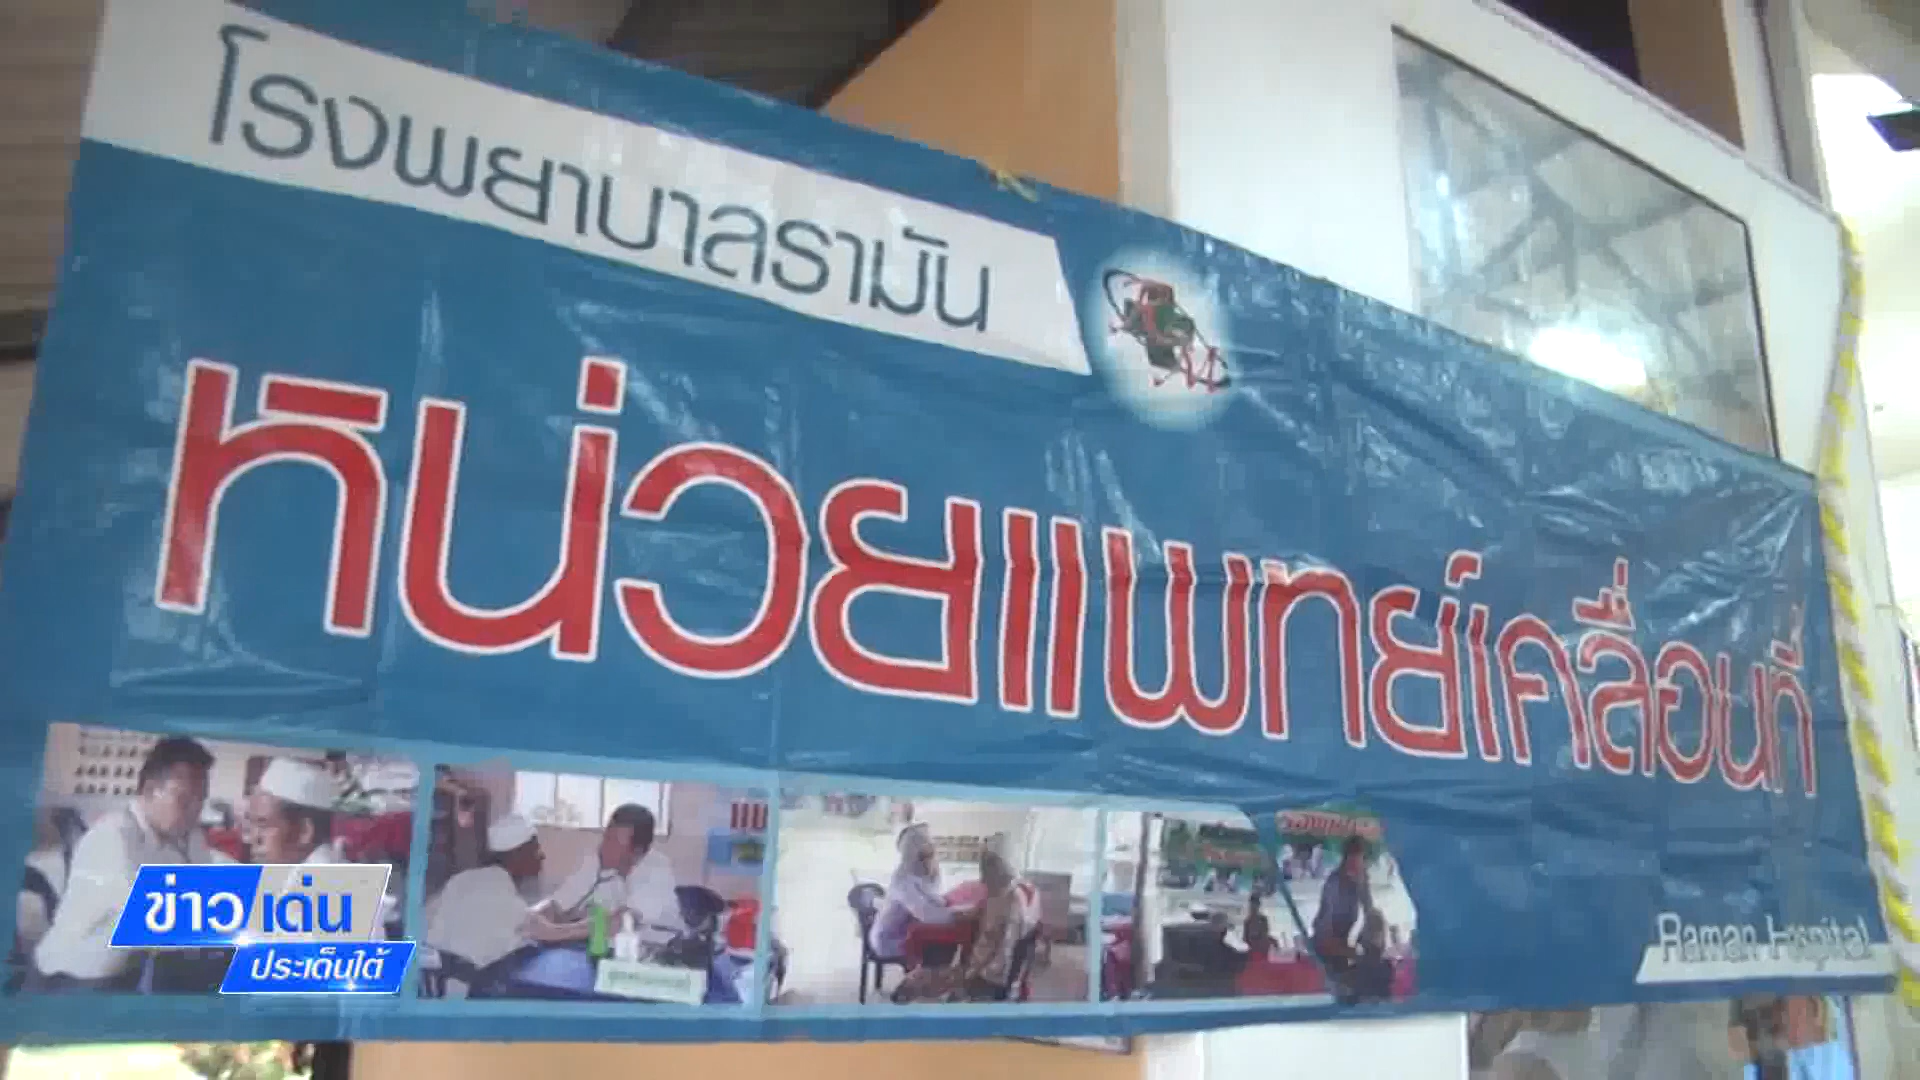 โรงพยาบาลรามัน
หน่วยแพทย์เคลื่อนที่
Raman Hospital
ข่าวเด่น
ประเด็นใต้